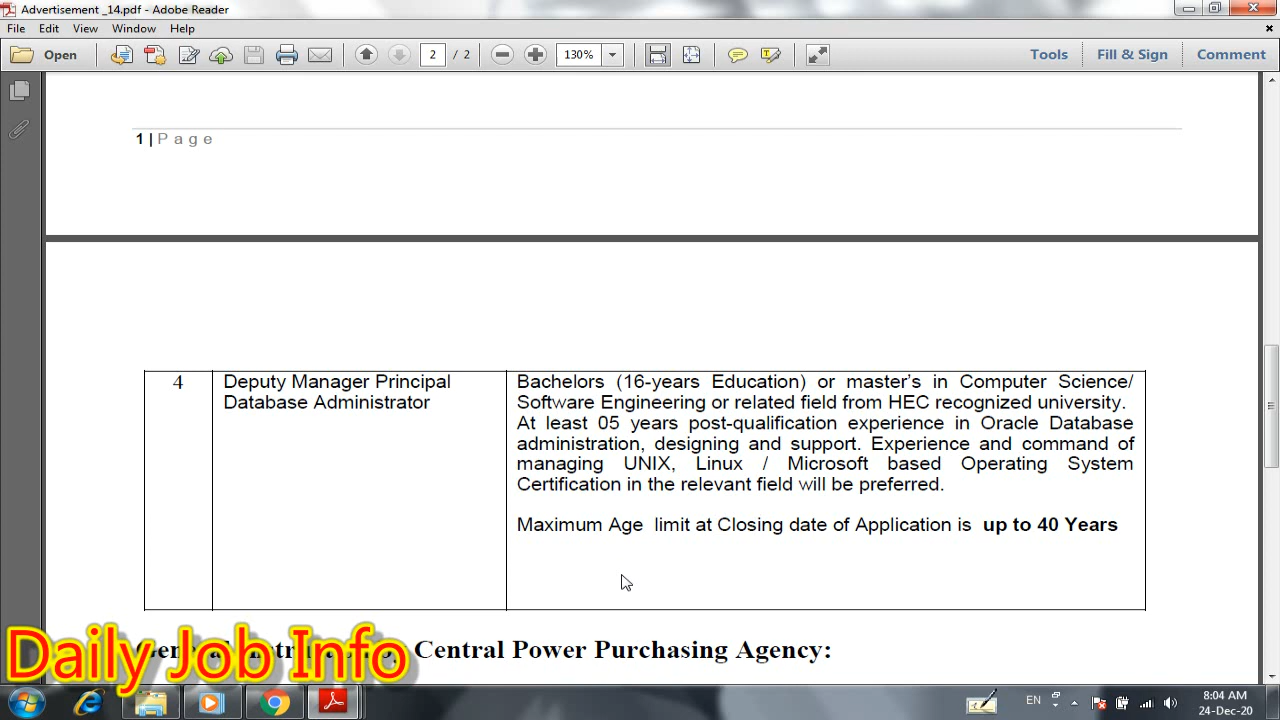 Advertisement _14.pdf - Adobe Reader
File Edit View Window Help
Open 2 / 2 130% Tools Fill & Sign Comment
1 | P a g e
4 Deputy Manager Principal Database Administrator
Bachelors (16-years Education) or master's in Computer Science/
Software Engineering or related field from HEC recognized university.
At least 05 years post-qualification experience in Oracle Database
administration, designing and support. Experience and command of
managing UNIX, Linux / Microsoft based Operating System
Certification in the relevant field will be preferred.
Maximum Age limit at Closing date of Application is up to 40 Years
Central Power Purchasing Agency:
Daily Job Info
EN
8:04 AM
24-Dec-20